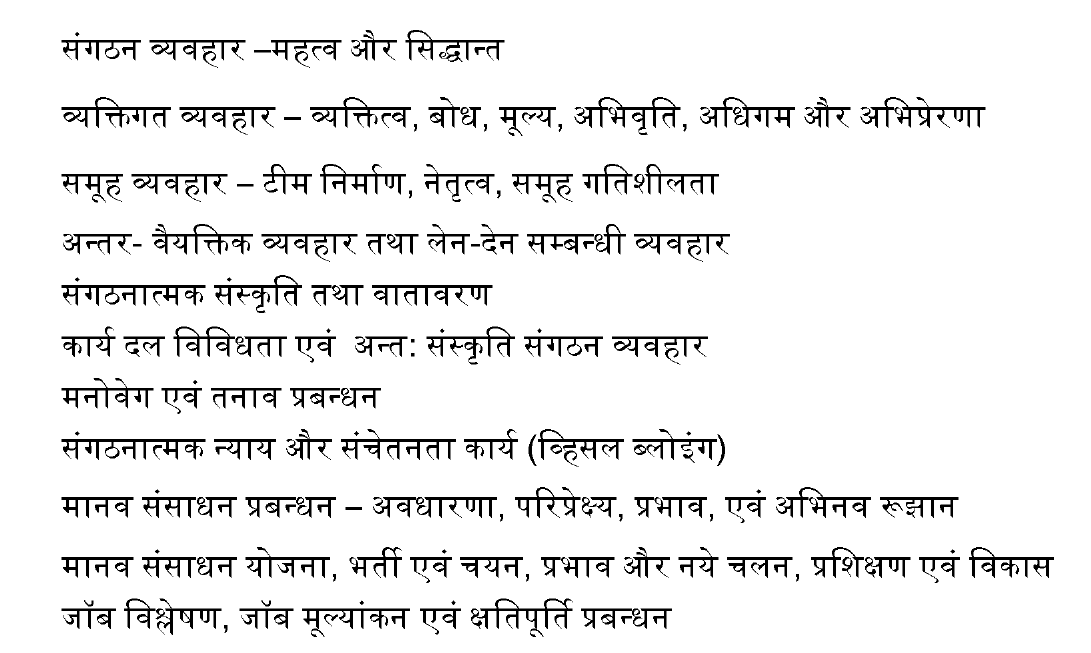 संगठन व्यवहार –महत्व और सिद्धान्त
व्यक्तिगत व्यवहार – व्यक्तित्व, बोध, मूल्य, अभिवृति, अधिगम और अभिप्रेरणा
समूह व्यवहार – टीम निर्माण, नेतृत्व, समूह गतिशीलता
अन्तर- वैयक्तिक व्यवहार तथा लेन-देन सम्बन्धी व्यवहार
संगठनात्मक संस्कृति तथा वातावरण
कार्य दल विविधता एवं अन्त: संस्कृति संगठन व्यवहार
मनोवेग एवं तनाव प्रबन्धन
संगठनात्मक न्याय और संचेतनता कार्य (व्हिसल ब्लोइंग)
मानव संसाधन प्रबन्धन – अवधारणा, परिप्रेक्ष्य, प्रभाव, एवं अभिनव रूझान
मानव संसाधन योजना, भर्ती एवं चयन, प्रभाव और नये चलन, प्रशिक्षण एवं विकास
जॉब विश्लेषण, जॉब मूल्यांकन एवं क्षतिपूर्ति प्रबन्धन